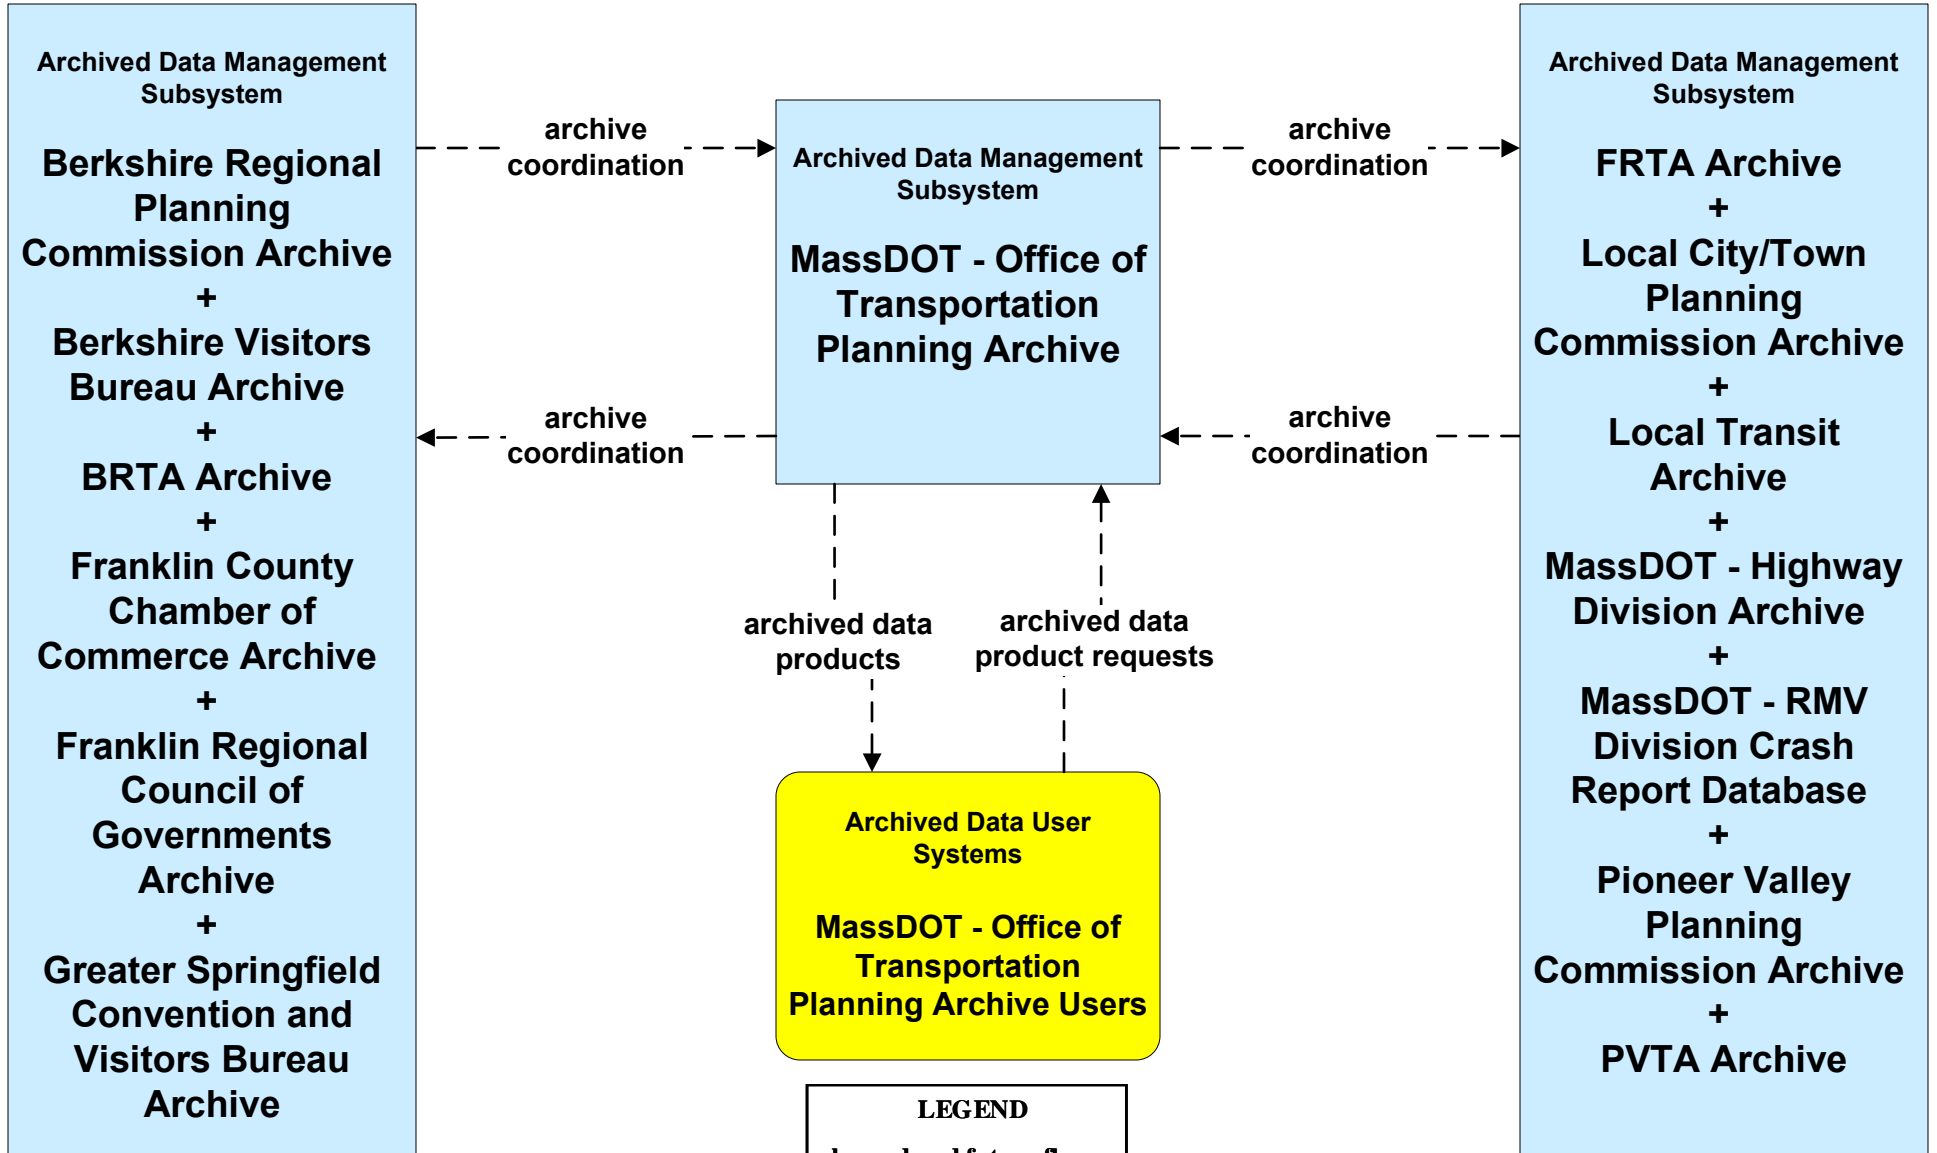 Archived Data Management
Subsystem
Berkshire Regional
Planning
Commission Archive
+
Berkshire Visitors
Bureau Archive
+
BRTA Archive
+
Franklin County
Chamber of
Commerce Archive
+
Franklin Regional
Council of
Governments
Archive
+
Greater Springfield
Convention and
Visitors Bureau
Archive
archive
coordination
archive
coordination
Archived Data Management
Subsystem
MassDOT - Office of
Transportation
Planning Archive
archive
coordination
archive
coordination
archived data
products
archived data
product requests
Archived Data User
Systems
MassDOT - Office of
Transportation
Planning Archive Users
LEGEND
Archived Data Management
Subsystem
FRTA Archive
+
Local City/Town
Planning
Commission Archive
+
Local Transit
Archive
+
MassDOT - Highway
Division Archive
+
MassDOT - RMV
Division Crash
Report Database
+
Pioneer Valley
Planning
Commission Archive
+
PVTA Archive